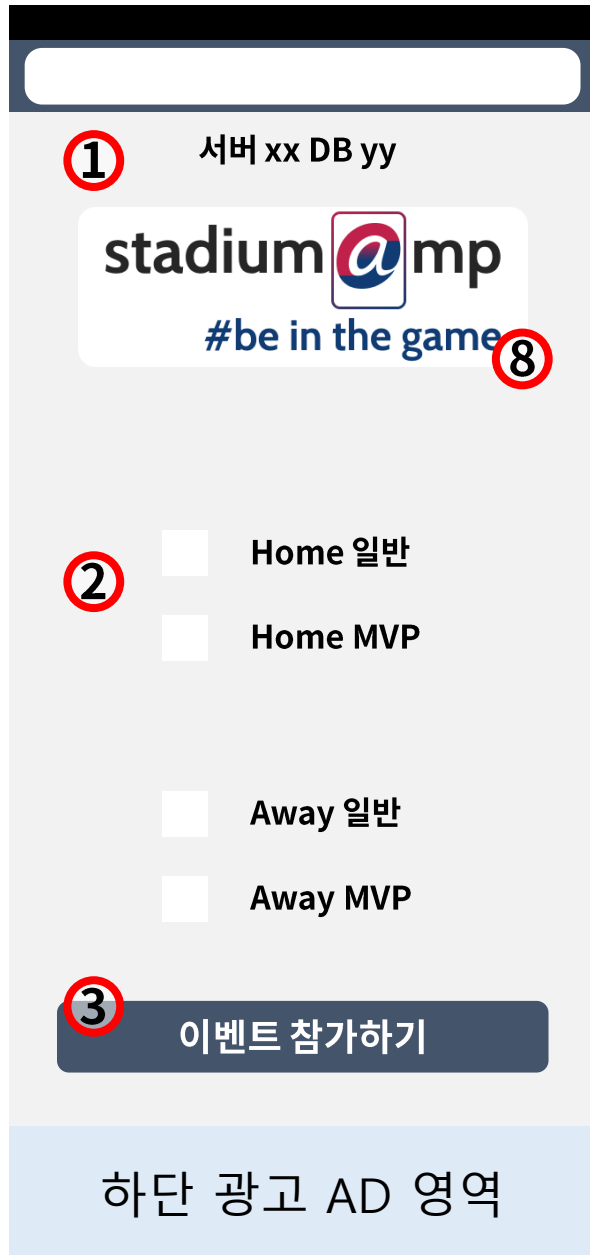 1
서버 xx DB yy
stadium@mp
#be in the game
8
Home 일반
2
Home MVP
Away 일반
Away MVP
3
이벤트 참가하기
하단 광고 AD 영역